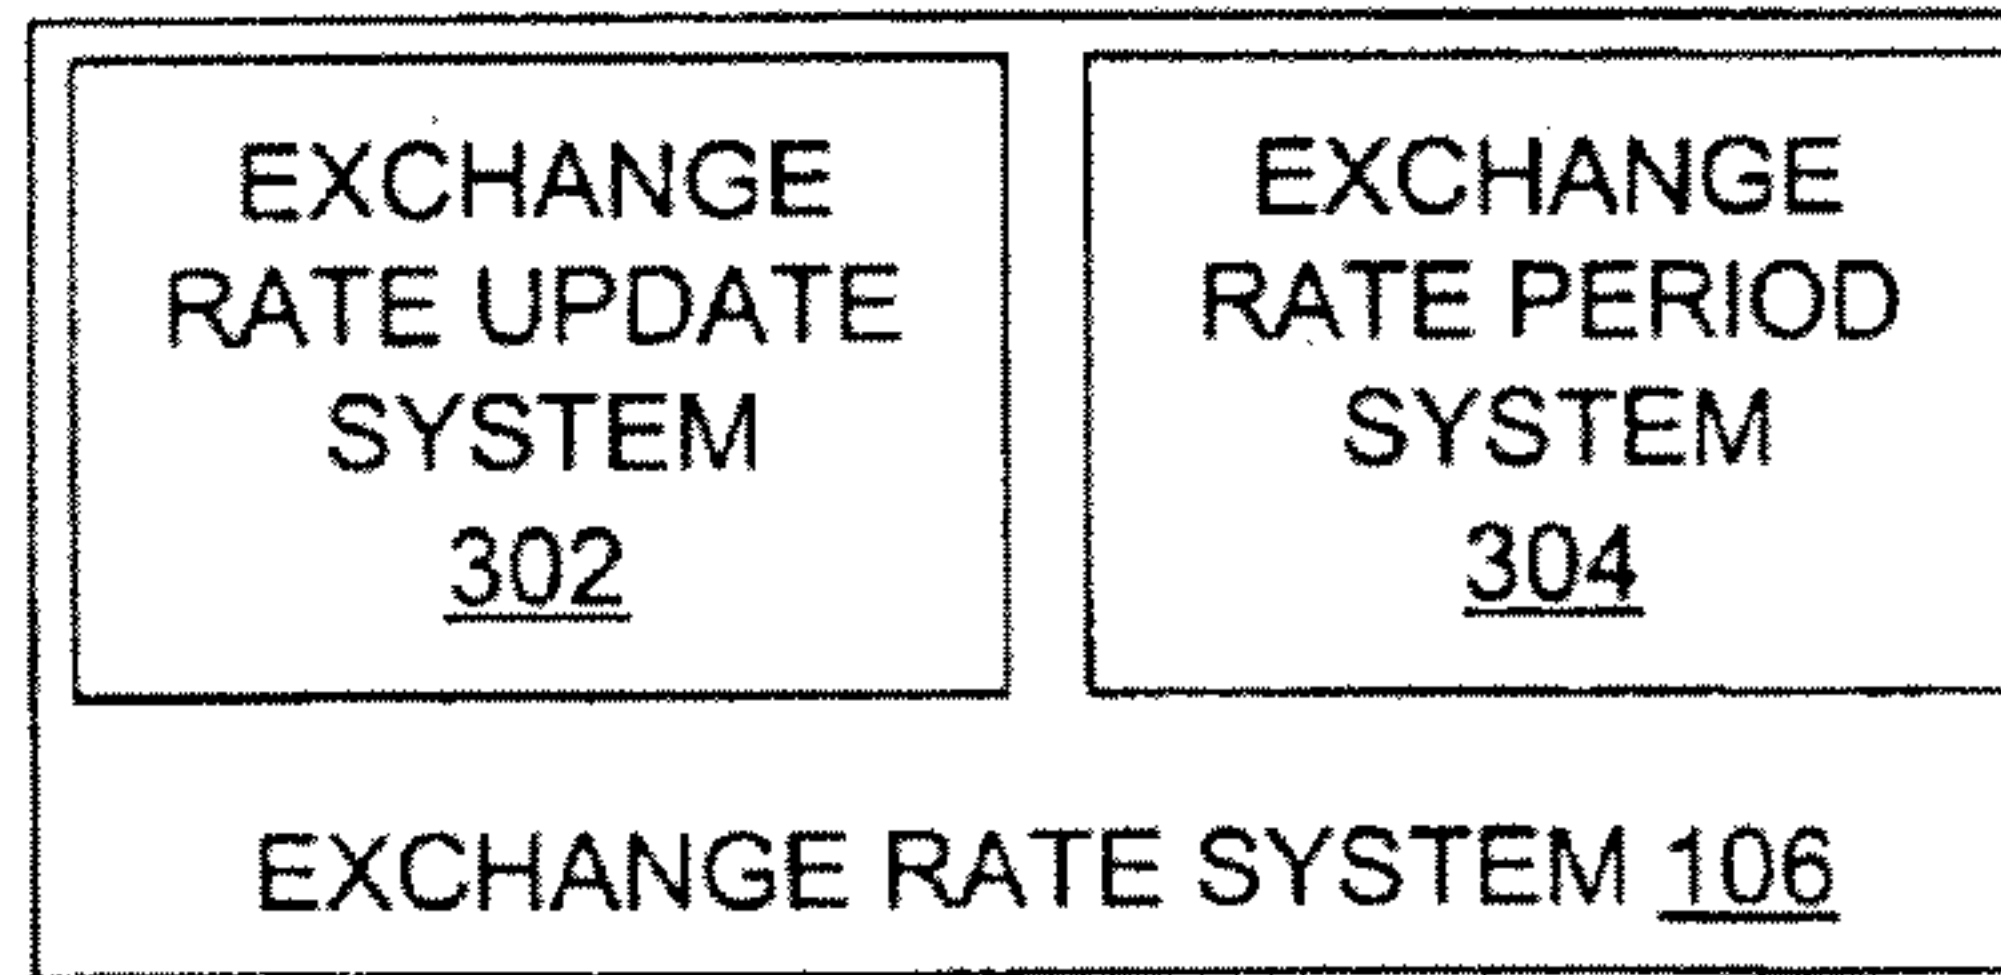 EXCHANGE
RATE UPDATE
SYSTEM
302
EXCHANGE
RATE PERIOD
SYSTEM
304
EXCHANGE RATE SYSTEM 106